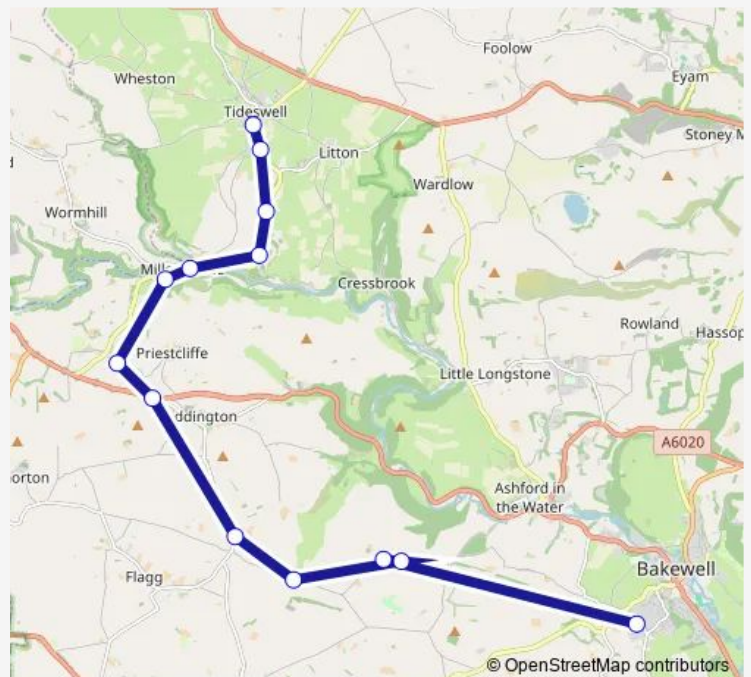 Foolow
Wheston
Eyam
Tideswell
Stoney M
Litton
Wardlow
Wormhill
Mill
Cressbrook
Rowland
Hassop
Priestcliffe
Little Longstone
ddington
A6020
orton
Ashford in
the Water
Flagg
Bakewell
© OpenStreetMap contributors